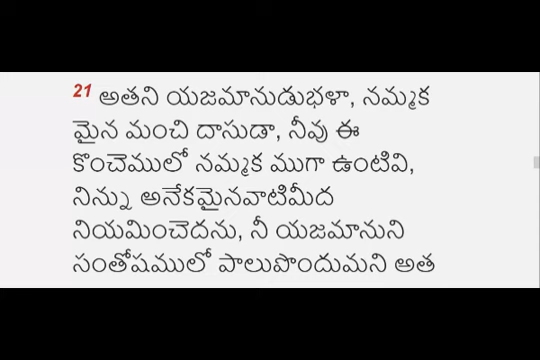 21 అతని యజమానుడుభళా, నమ్మక
మైన మంచి దాసుడా, నీవు ఈ
కొంచెములో నమ్మక ముగా ఉంటివి,
నిన్ను అనేకమైనవాటిమీద
నియమించెదను, నీ యజమానుని
సంతోషములో పాలుపొందుమని అత